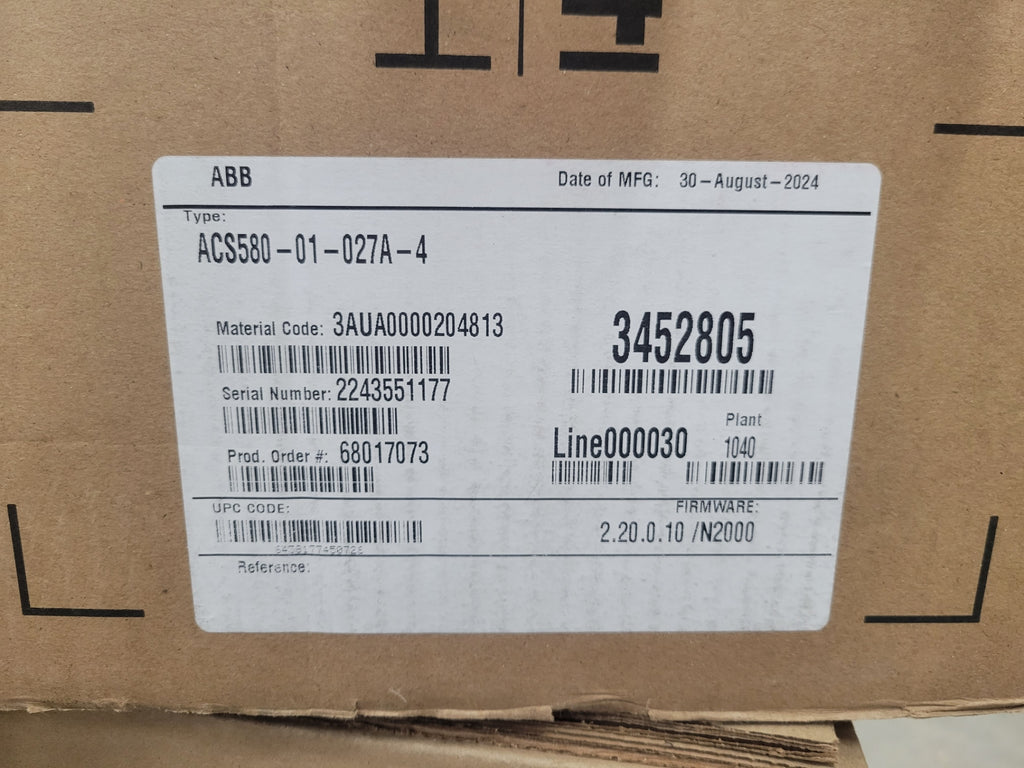 ABB
Date of MFG: 30-August-2024
Type:
ACS580-01-027A-4
Material Code: 3AUA0000204813
3452805
Serial Number: 2243551177
Plant
Line000030
1040
Prod. Order #: 68017073
UPC CODE:
FIRMWARE:
2.20.0.10 /N2000
Reference: